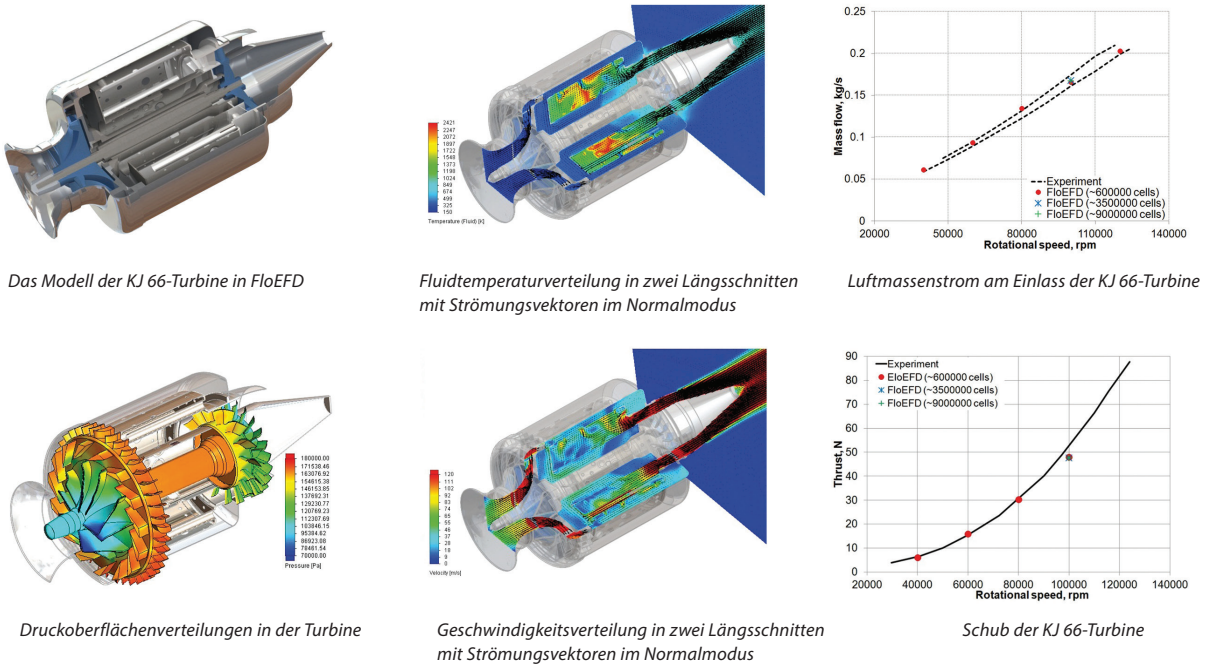 Das Modell der KJ 66-Turbine in FloEFD
2421
2247
2072
1897
1722
1548
1373
1198
1024
849
674
499
325
150
Temperature (Fluid) [K]
Fluidtemperaturverteilung in zwei Längsschnitten
mit Strömungsvektoren im Normalmodus
Mass flow, kg/s
0.25
0.2
0.15
0.1
0.05
0
Experiment
FloEFD (~600000 cells)
FloEFD (~3500000 cells)
FloEFD (~9000000 cells)
20000 50000 80000 110000 140000
Rotational speed, rpm
Luftmassenstrom am Einlass der KJ 66-Turbine
180000.00
171538.46
163076.92
154615.38
146153.85
137692.31
129230.77
120769.23
112307.69
103846.15
95384.62
86923.08
78461.54
70000.00
Pressure [Pa]
Druckoberflächenverteilungen in der Turbine
120
111
102
92
83
74
65
55
46
37
28
18
9
0
Velocity [m/s]
Geschwindigkeitsverteilung in zwei Längsschnitten
mit Strömungsvektoren im Normalmodus
Thrust, N
90
80
70
60
50
40
30
20
10
0
Experiment
EloEFD (~600000 cells)
FloEFD (~3500000 cells)
FloEFD (~9000000 cells)
20000 40000 60000 80000 100000 120000 140000
Rotational speed, rpm
Schub der KJ 66-Turbine